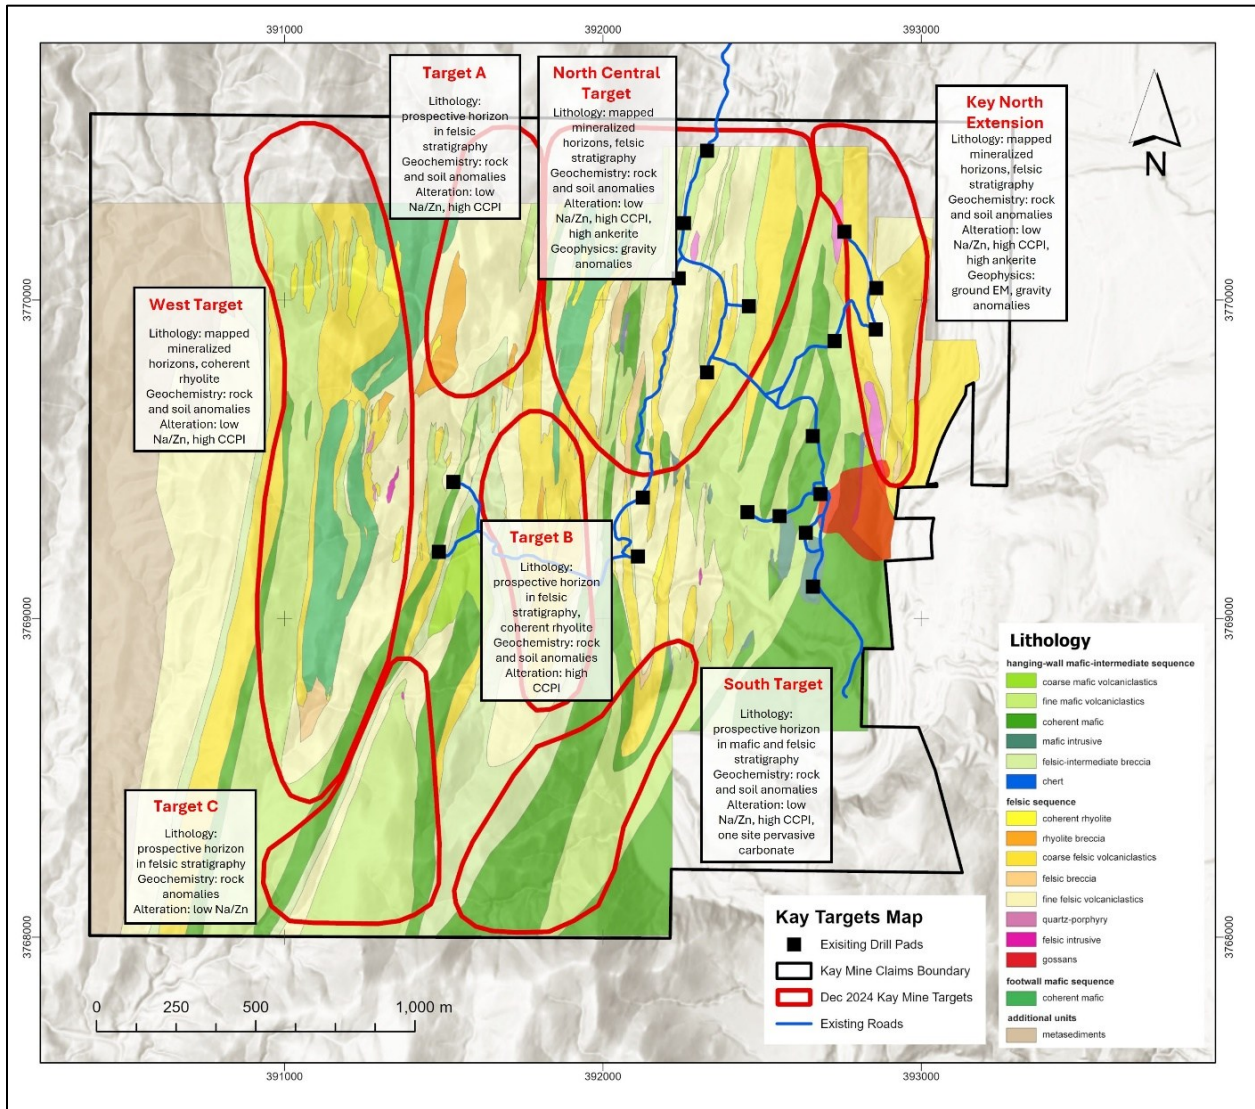 391000
392000
393000
Target A
Lithology:
prospective horizon
in felsic
stratigraphy
Geochemistry: rock
and soil anomalies
Alteration: low
Na/Zn, high CCPI
North Central
Target
Lithology: mapped
mineralized
horizons, felsic
stratigraphy
Geochemistry: rock
and soil anomalies
Alteration: low
Na/Zn, high CCPI,
high ankerite
Geophysics: gravity
anomalies
Key North
Extension
Lithology: mapped
mineralized
horizons, felsic
stratigraphy
Geochemistry: rock
and soil anomalies
Alteration: low
Na/Zn, high CCPI,
high ankerite
Geophysics:
ground EM, gravity
anomalies
N
3770000
3770000
West Target
Lithology: mapped
mineralized
horizons, coherent
rhyolite
Geochemistry: rock
and soil anomalies
Alteration: low
Na/Zn, high CCPI
Target B
Lithology:
prospective horizon
in felsic
stratigraphy,
coherent rhyolite
Geochemistry: rock
and soil anomalies
Alteration: high
CCPI
3769000
3769000
South Target
Lithology:
prospective horizon
in mafic and felsic
stratigraphy
Geochemistry: rock
and soil anomalies
Alteration: low
Na/Zn, high CCPI,
one site pervasive
carbonate
Target C
Lithology:
prospective horizon
in felsic stratigraphy
Geochemistry: rock
anomalies
Alteration: low Na/Zn
3768000
3768000
Lithology
hanging-wall mafic-intermediate sequence
coarse mafic volcaniclastics
fine mafic volcaniclastics
coherent mafic
mafic intrusive
felsic-intermediate breccia
chert
felsic sequence
coherent rhyolite
rhyolite breccia
coarse felsic volcaniclastics
felsic breccia
fine felsic volcaniclastics
quartz-porphyry
felsic intrusive
gossans
footwall mafic sequence
coherent mafic
additional units
metasediments
Kay Targets Map
Exisiting Drill Pads
Kay Mine Claims Boundary
Dec 2024 Kay Mine Targets
Existing Roads
0 250 500 1,000 m
391000
392000
393000